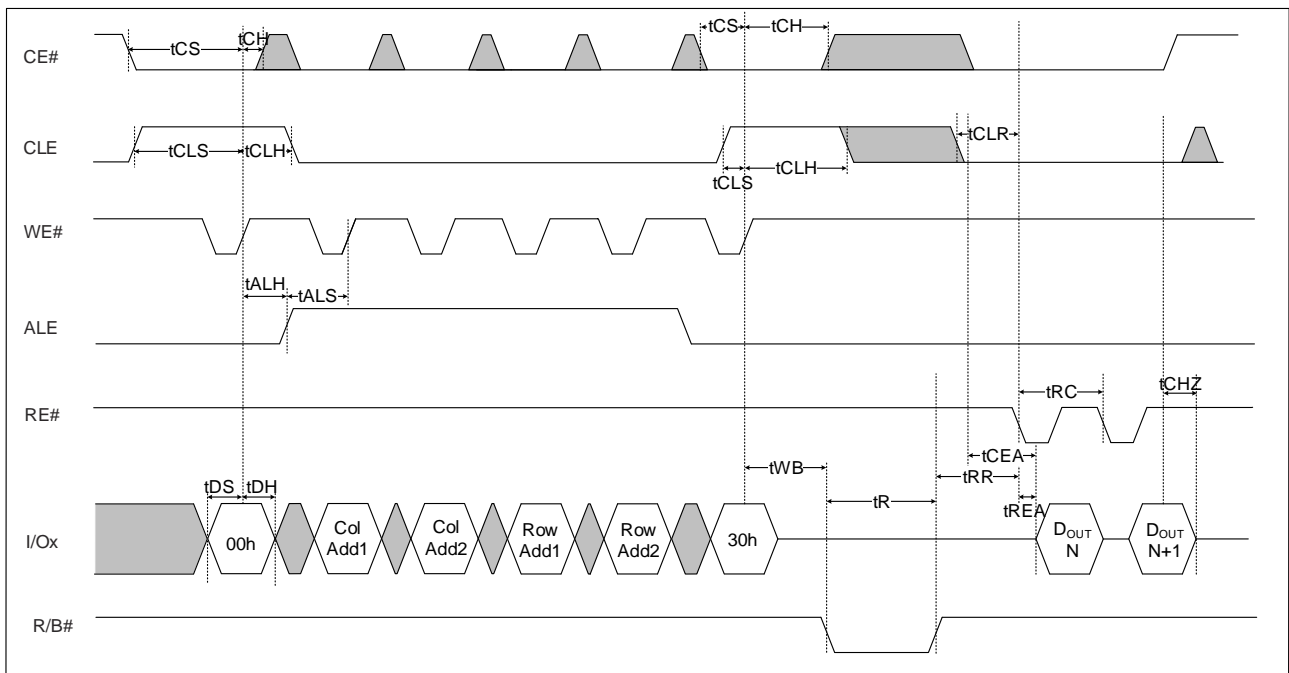 tCS tCH tCS tCH
CE#
tCLR
CLE
tCLS tCLH
tCLS tCLH
WE#
tALH tALS
ALE
tRC tCHZ
RE#
tCEA
tWB tRR
tDS tDH tR
tREA
I/Ox 00h Col Add1 Col Add2 Row Add1 Row Add2 30h DOUT N DOUT N+1
R/B#